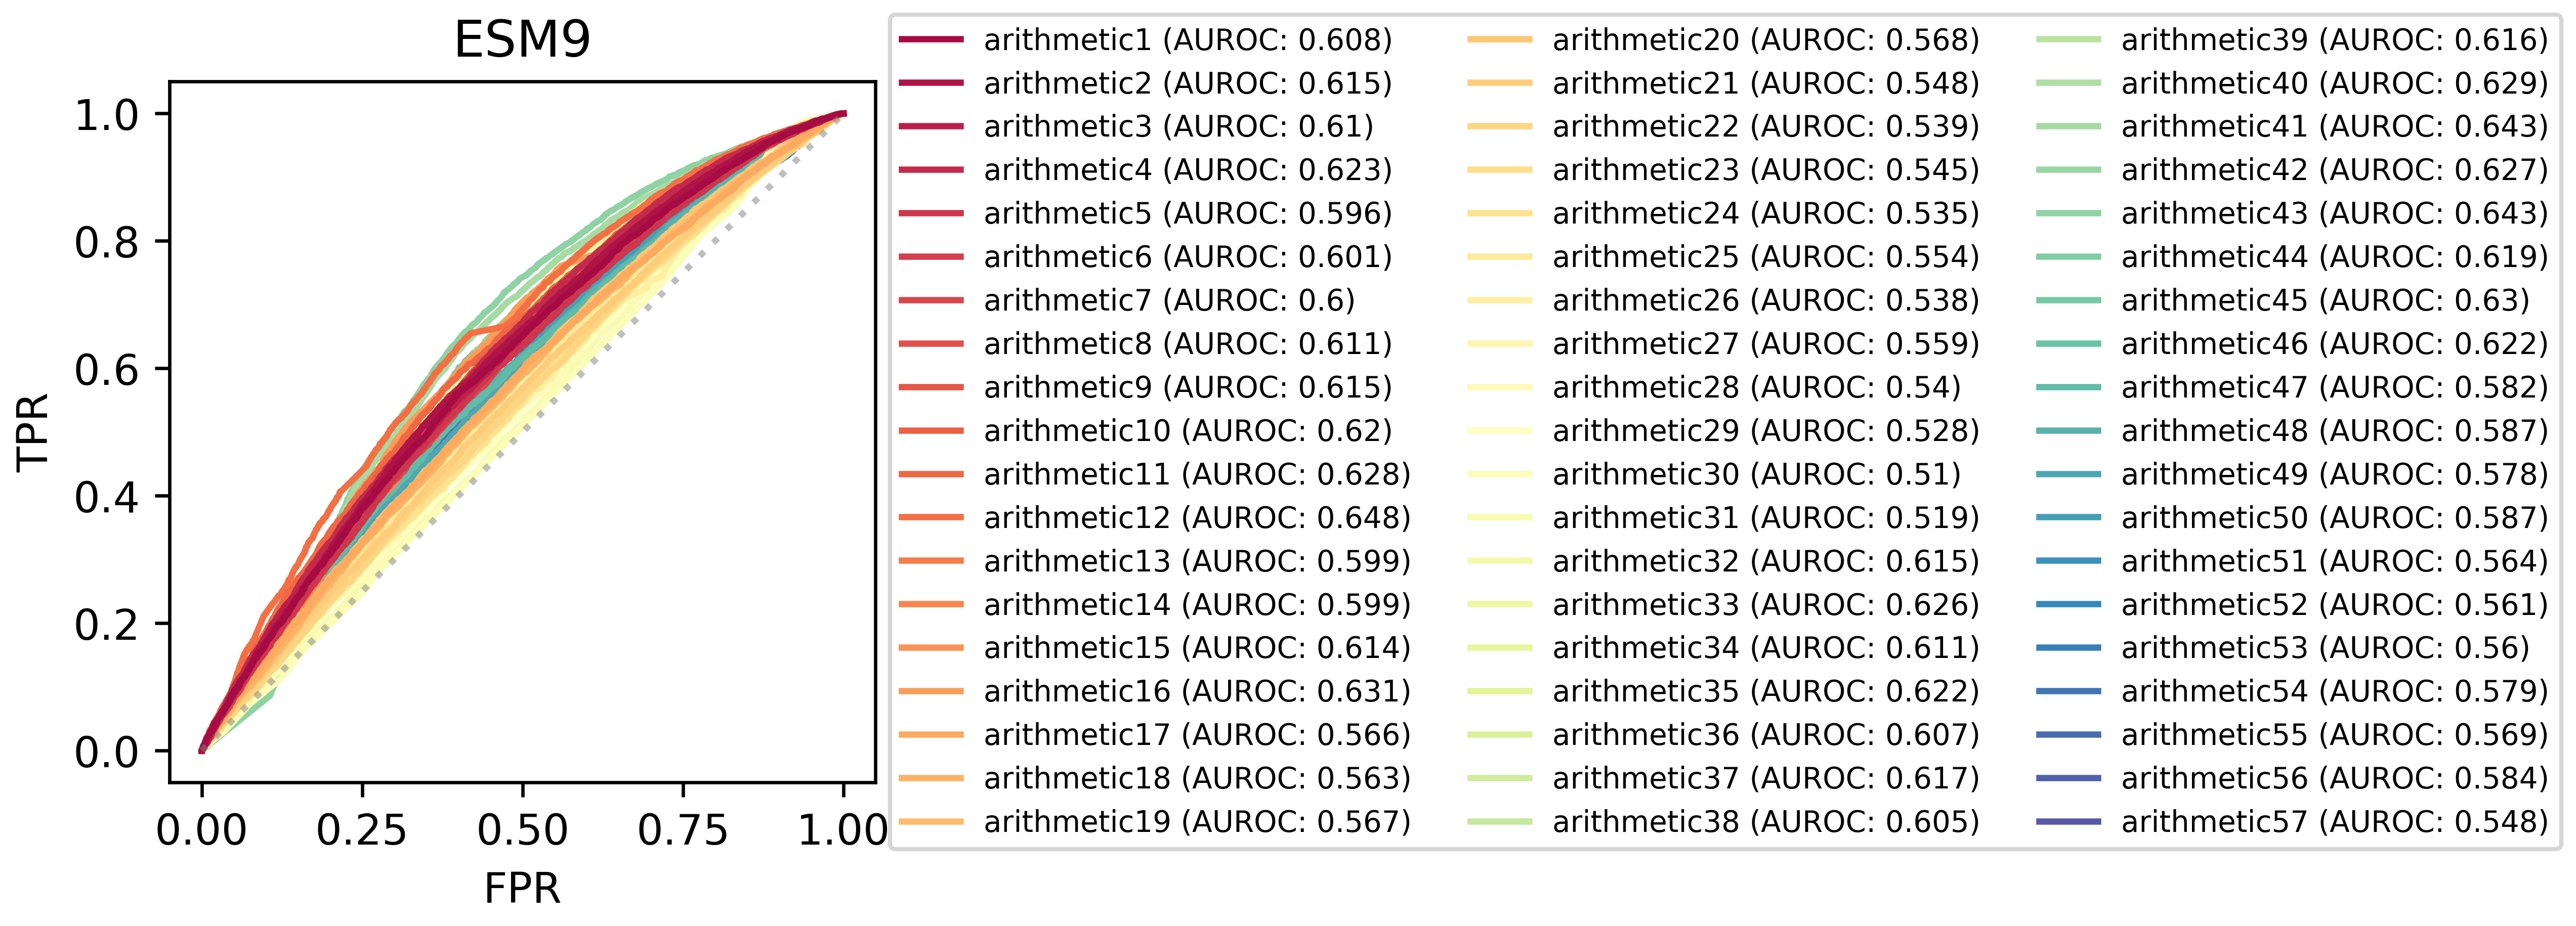 ESM9
1.0
0.8
0.6
0.4
0.2
0.0
TPR
0.00 0.25 0.50 0.75 1.00
FPR
arithmetic1 (AUROC: 0.608)
arithmetic2 (AUROC: 0.615)
arithmetic3 (AUROC: 0.61)
arithmetic4 (AUROC: 0.623)
arithmetic5 (AUROC: 0.596)
arithmetic6 (AUROC: 0.601)
arithmetic7 (AUROC: 0.6)
arithmetic8 (AUROC: 0.611)
arithmetic9 (AUROC: 0.615)
arithmetic10 (AUROC: 0.62)
arithmetic11 (AUROC: 0.628)
arithmetic12 (AUROC: 0.648)
arithmetic13 (AUROC: 0.599)
arithmetic14 (AUROC: 0.599)
arithmetic15 (AUROC: 0.614)
arithmetic16 (AUROC: 0.631)
arithmetic17 (AUROC: 0.566)
arithmetic18 (AUROC: 0.563)
arithmetic19 (AUROC: 0.567)
arithmetic20 (AUROC: 0.568)
arithmetic21 (AUROC: 0.548)
arithmetic22 (AUROC: 0.539)
arithmetic23 (AUROC: 0.545)
arithmetic24 (AUROC: 0.535)
arithmetic25 (AUROC: 0.554)
arithmetic26 (AUROC: 0.538)
arithmetic27 (AUROC: 0.559)
arithmetic28 (AUROC: 0.54)
arithmetic29 (AUROC: 0.528)
arithmetic30 (AUROC: 0.51)
arithmetic31 (AUROC: 0.519)
arithmetic32 (AUROC: 0.615)
arithmetic33 (AUROC: 0.626)
arithmetic34 (AUROC: 0.611)
arithmetic35 (AUROC: 0.622)
arithmetic36 (AUROC: 0.607)
arithmetic37 (AUROC: 0.617)
arithmetic38 (AUROC: 0.605)
arithmetic39 (AUROC: 0.616)
arithmetic40 (AUROC: 0.629)
arithmetic41 (AUROC: 0.643)
arithmetic42 (AUROC: 0.627)
arithmetic43 (AUROC: 0.643)
arithmetic44 (AUROC: 0.619)
arithmetic45 (AUROC: 0.63)
arithmetic46 (AUROC: 0.622)
arithmetic47 (AUROC: 0.582)
arithmetic48 (AUROC: 0.587)
arithmetic49 (AUROC: 0.578)
arithmetic50 (AUROC: 0.587)
arithmetic51 (AUROC: 0.564)
arithmetic52 (AUROC: 0.561)
arithmetic53 (AUROC: 0.56)
arithmetic54 (AUROC: 0.579)
arithmetic55 (AUROC: 0.569)
arithmetic56 (AUROC: 0.584)
arithmetic57 (AUROC: 0.548)